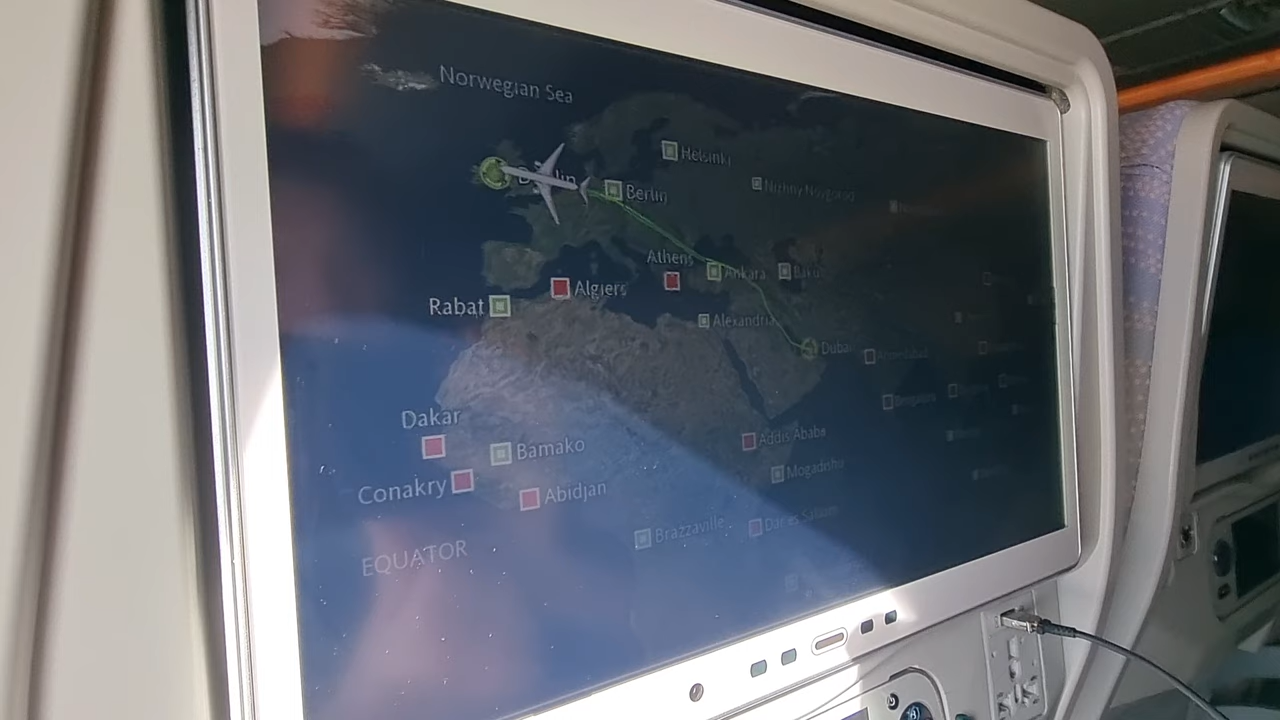 Norwegian Sea
Helsinki
Nizhny Novgorod
Berlin
Athens
Ankara
Baku
Algiers
Rabat
Alexandria
Dubai
Ahmedabad
Dakar
Bamako
Addis Ababa
Mogadishu
Conakry
Abidjan
Brazzaville
Dar es Salaam
EQUATOR